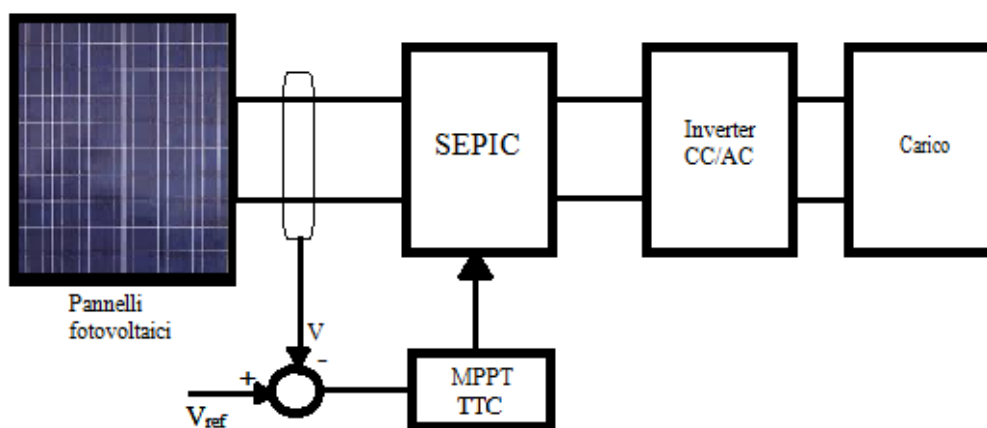 SEPIC
Inverter
CC/AC
Carico
Pannelli
fotovoltaici
V
-
+
Vref
MPPT
TTC